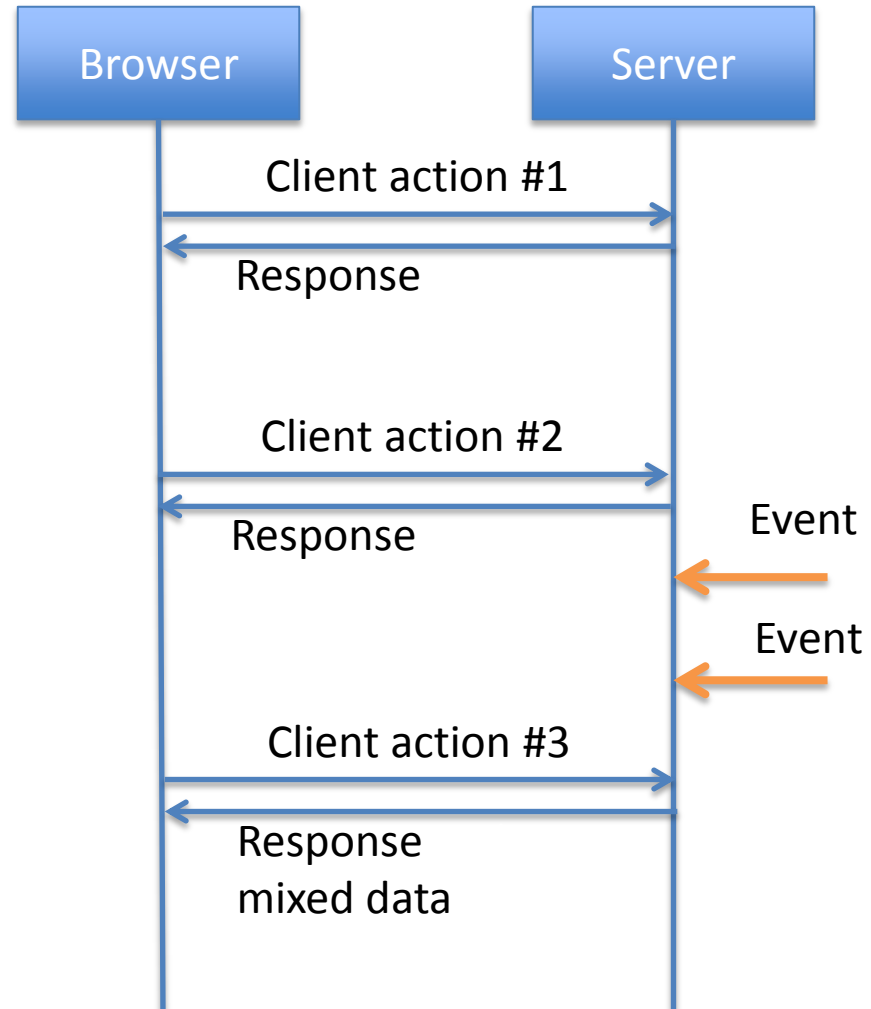 Browser
Server
Client action #1
Response
Client action #2
Response
Event
Event
Client action #3
Response
mixed data